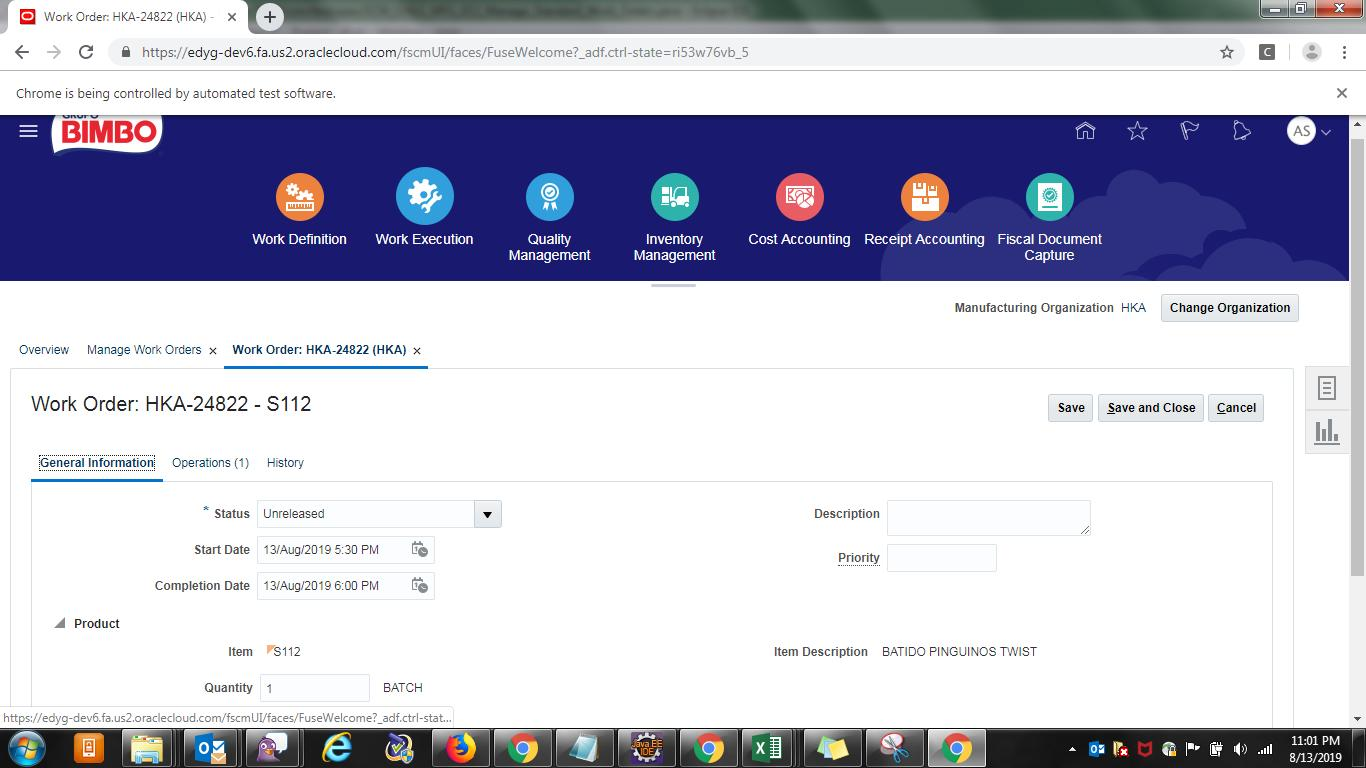 Work Order: HKA-24822 (HKA) -
https://edyg-dev6.fa.us2.oraclecloud.com/fscmUI/faces/FuseWelcome?_adf.ctrl-state=ri53w76vb_5
C
Chrome is being controlled by automated test software.
GRUPO
BIMBO
AS
Work Definition
Work Execution
Quality
Management
Inventory
Management
Cost Accounting
Receipt Accounting
Fiscal Document
Capture
Manufacturing Organization HKA Change Organization
Overview Manage Work Orders Work Order: HKA-24822 (HKA)
Work Order: HKA-24822 - S112
Save Save and Close Cancel
General Information Operations (1) History
* Status Unreleased
Description
Start Date 13/Aug/2019 5:30 PM
Priority
Completion Date 13/Aug/2019 6:00 PM
Product
Item S112
Item Description BATIDO PINGUINOS TWIST
Quantity 1 BATCH
https://edyg-dev6.fa.us2.oraclecloud.com/fscmUI/faces/FuseWelcome?_adf.ctrl-stat...
Java EE
IDE
11:01 PM
8/13/2019